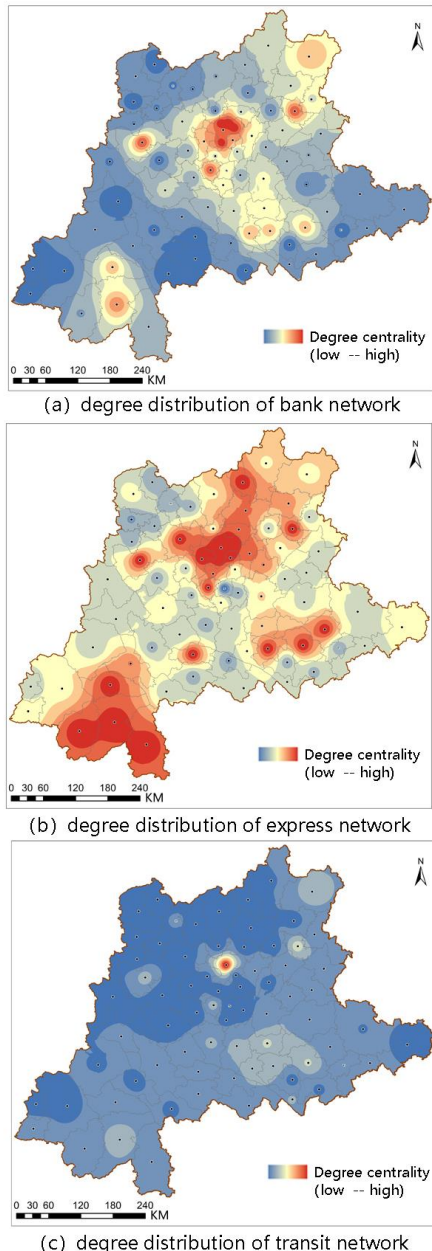 N
Degree centrality
(low -- high)
0 30 60 120 180 240
KM
(a) degree distribution of bank network
N
Degree centrality
(low -- high)
0 30 60 120 180 240
KM
(b) degree distribution of express network
N
Degree centrality
(low -- high)
0 30 60 120 180 240
KM
(c) degree distribution of transit network